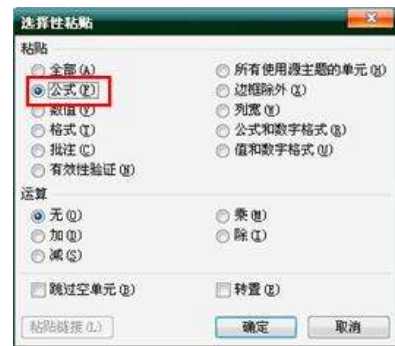 选择性粘贴
粘贴
全部(A) 所有使用源主题的单元(H)
公式(F) 边框除外(X)
数值(V) 列宽(W)
格式(T) 公式和数字格式(R)
批注(C) 值和数字格式(U)
有效性验证(N)
运算
无(O) 乘(M)
加(D) 除(I)
减(S)
跳过空单元(B) 转置(E)
粘贴链接(L) 确定 取消